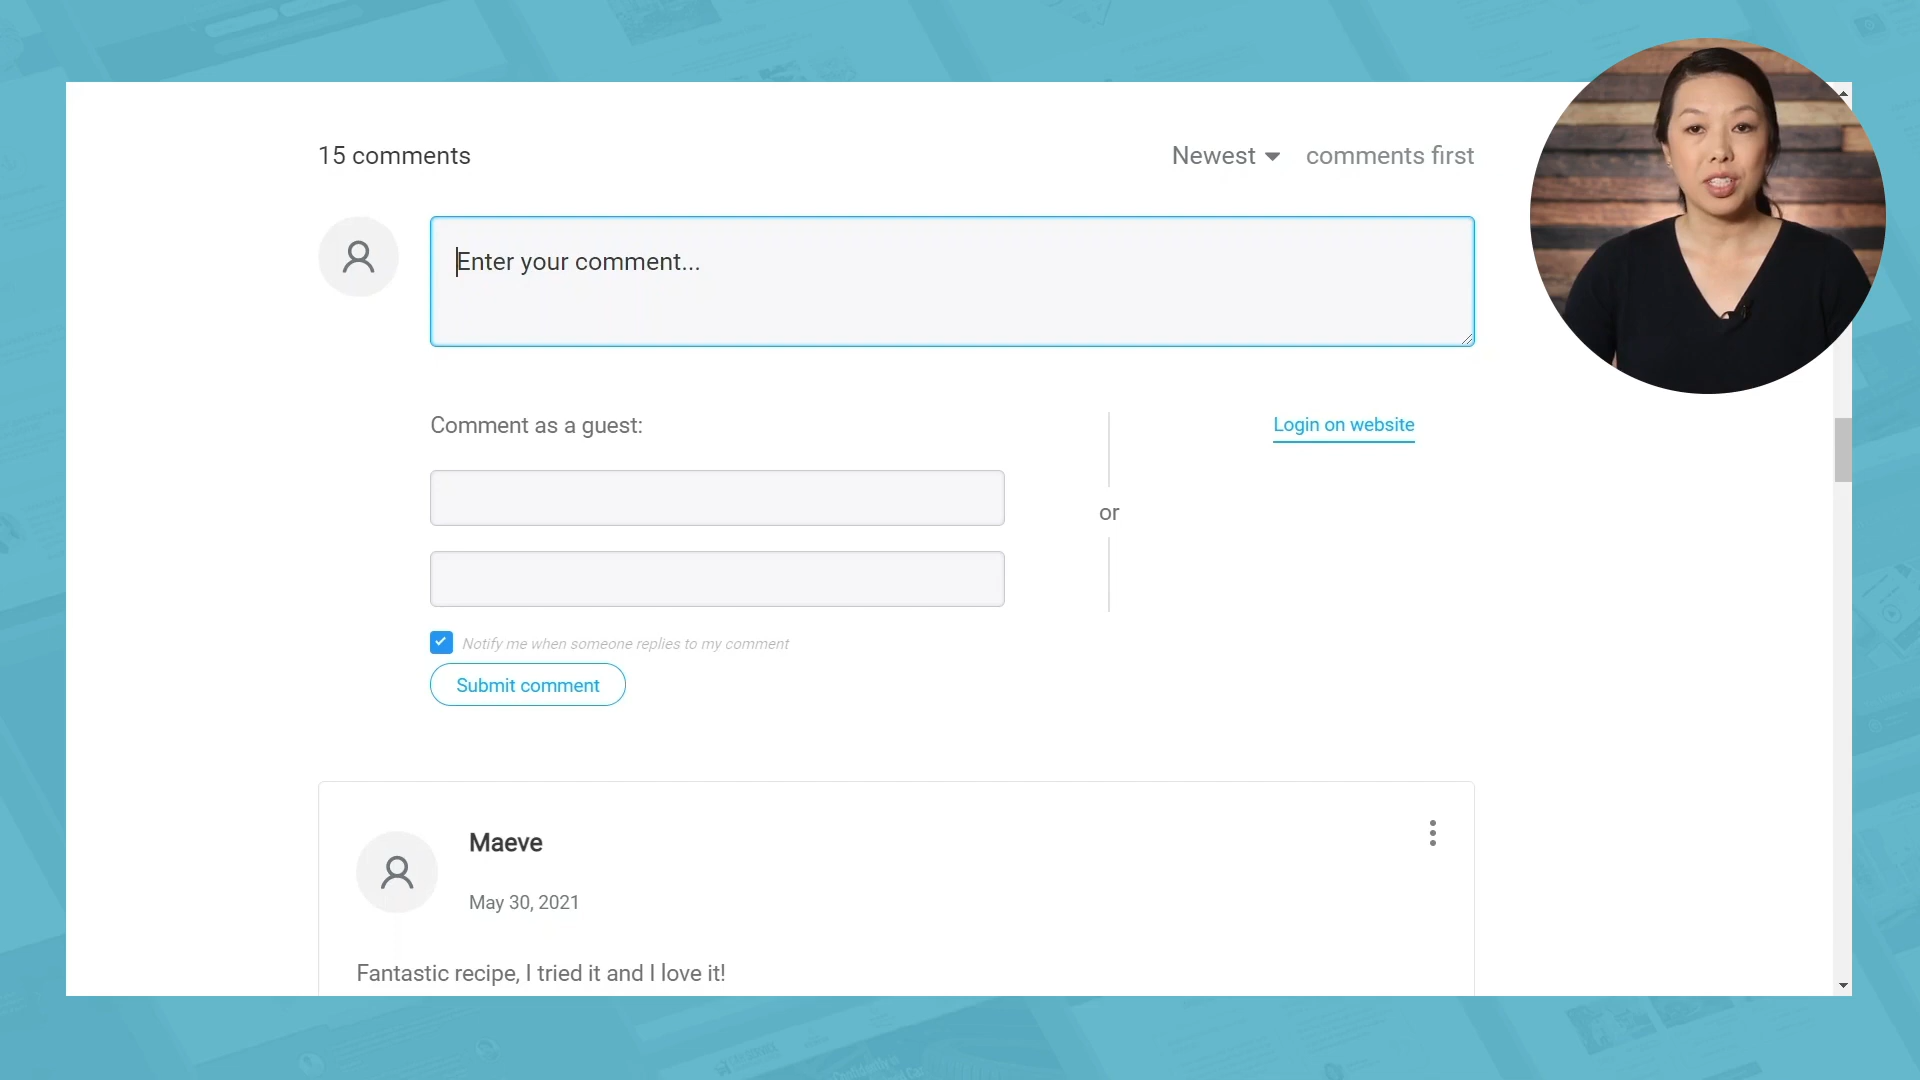 15 comments
Newest comments first
Enter your comment...
Comment as a guest:
Login on website
or
Notify me when someone replies to my comment
Submit comment
Maeve
May 30, 2021
Fantastic recipe, I tried it and I love it!